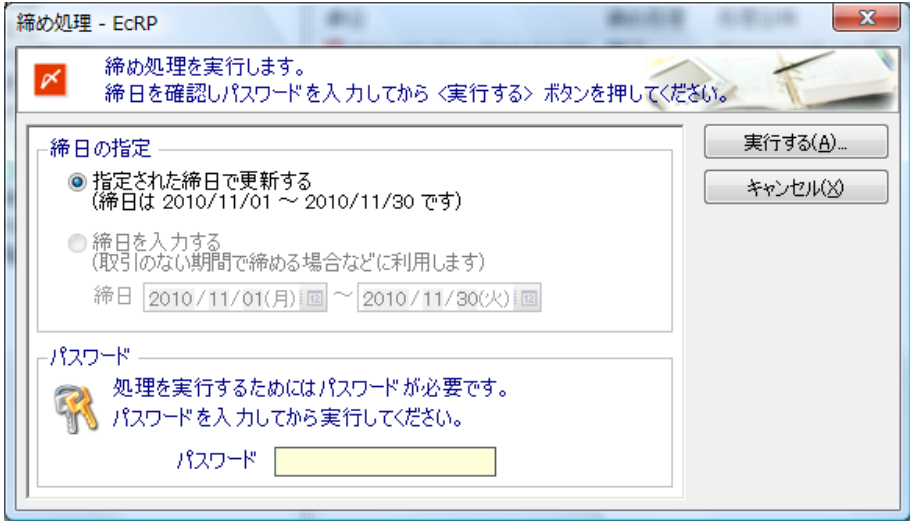 締め処理 - EcRP
締め処理を実行します。
締日を確認しパスワードを入力してから〈実行する〉ボタンを押してください。
締日の指定
指定された締日で更新する
(締日は 2010/11/01 ～ 2010/11/30 です)
締日を入力する
(取引のない期間で締める場合などに利用します)
締日 2010/11/01(月) 12 ～ 2010/11/30(火) 12
パスワード
処理を実行するためにはパスワードが必要です。
パスワードを入力してから実行してください。
パスワード
実行する(A)...
キャンセル(X)